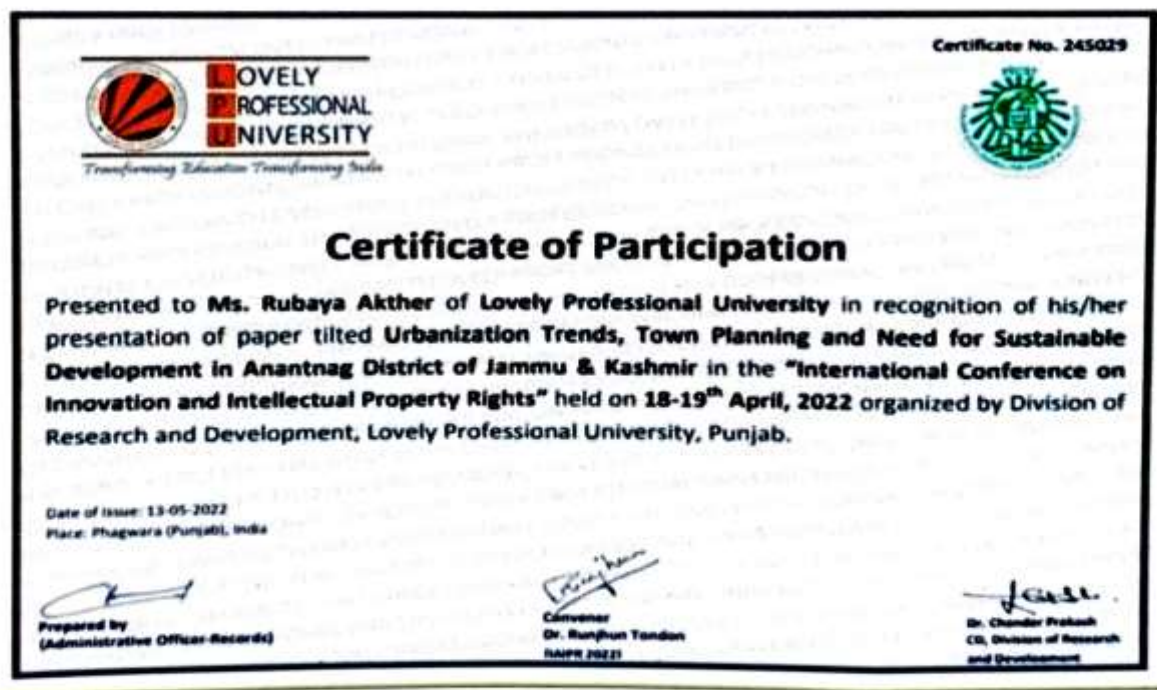 Certificate No. 245029
LOVELY
PROFESSIONAL
UNIVERSITY
Transforming Education Transforming India
Certificate of Participation
Presented to Ms. Rubaya Akther of Lovely Professional University in recognition of his/her
presentation of paper tilted Urbanization Trends, Town Planning and Need for Sustainable
Development in Anantnag District of Jammu & Kashmir in the "International Conference on
Innovation and Intellectual Property Rights" held on 18-19th April, 2022 organized by Division of
Research and Development, Lovely Professional University, Punjab.
Date of Issue: 13-05-2022
Place: Phagwara (Punjab), India
Prepared by
(Administrative Officer-Records)
Convener
Dr. Runjhun Tondon
2022)
Dr. Chander Prakash
CO, Division of Research
and Development